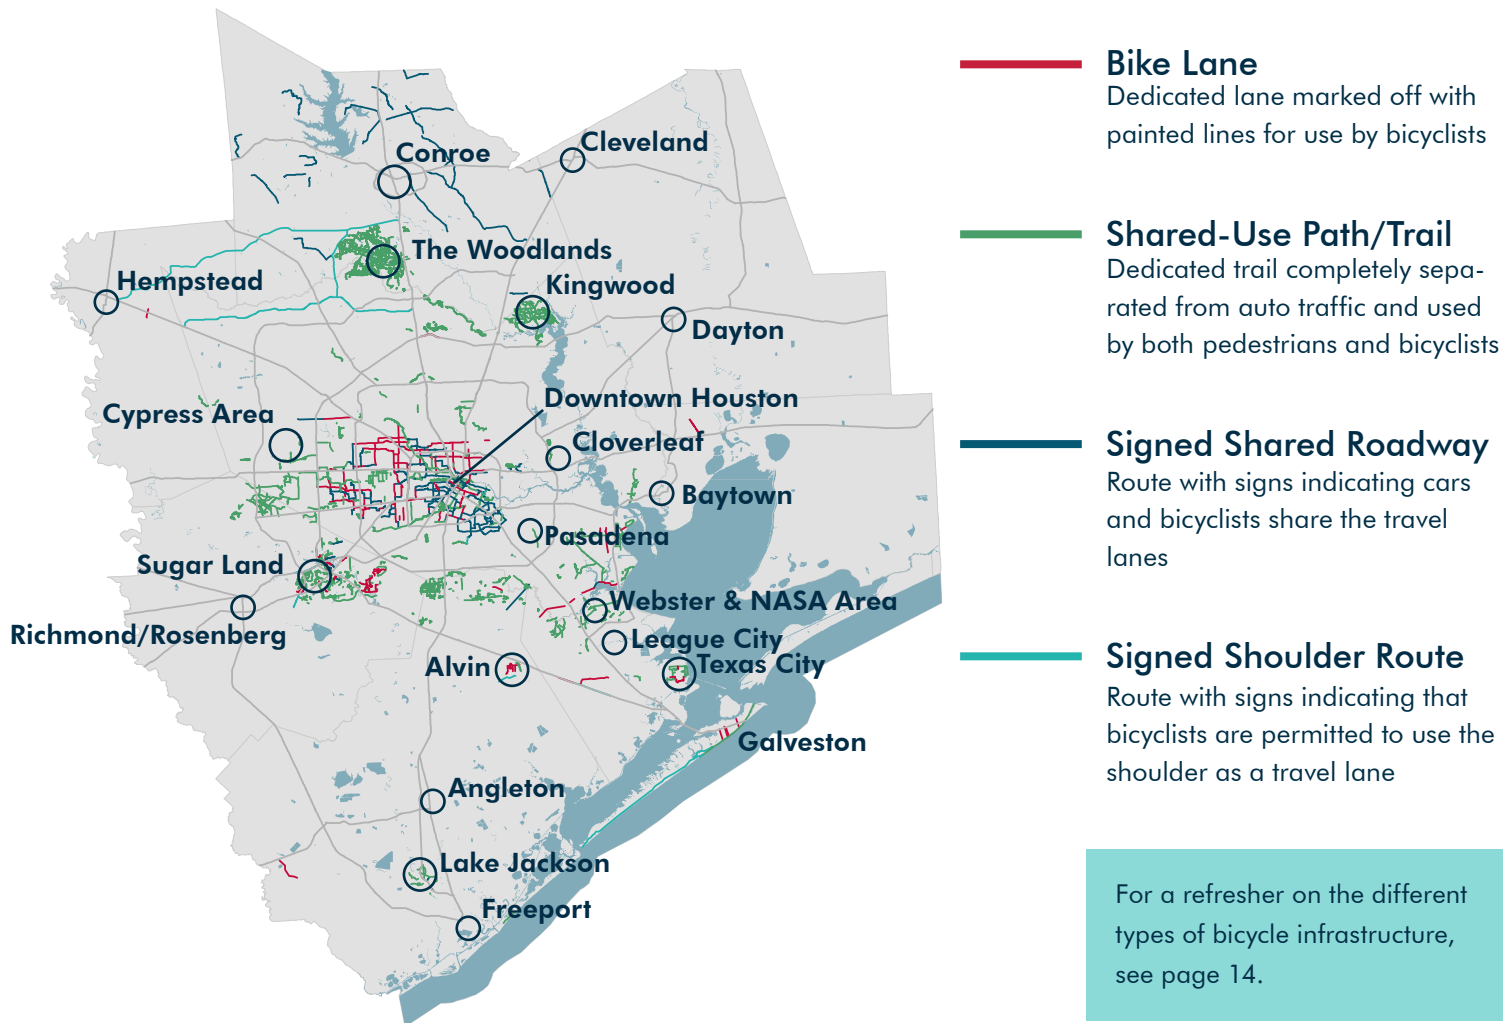 Conroe
Cleveland
The Woodlands
Hempstead
Kingwood
Dayton
Downtown Houston
Cypress Area
Cloverleaf
Baytown
Pasadena
Sugar Land
Webster & NASA Area
Richmond/Rosenberg
League City
Alvin
Texas City
Galveston
Angleton
Lake Jackson
Freeport
Bike Lane
Dedicated lane marked off with
painted lines for use by bicyclists
Shared-Use Path/Trail
Dedicated trail completely sepa-
rated from auto traffic and used
by both pedestrians and bicyclists
Signed Shared Roadway
Route with signs indicating cars
and bicyclists share the travel
lanes
Signed Shoulder Route
Route with signs indicating that
bicyclists are permitted to use the
shoulder as a travel lane
For a refresher on the different
types of bicycle infrastructure,
see page 14.